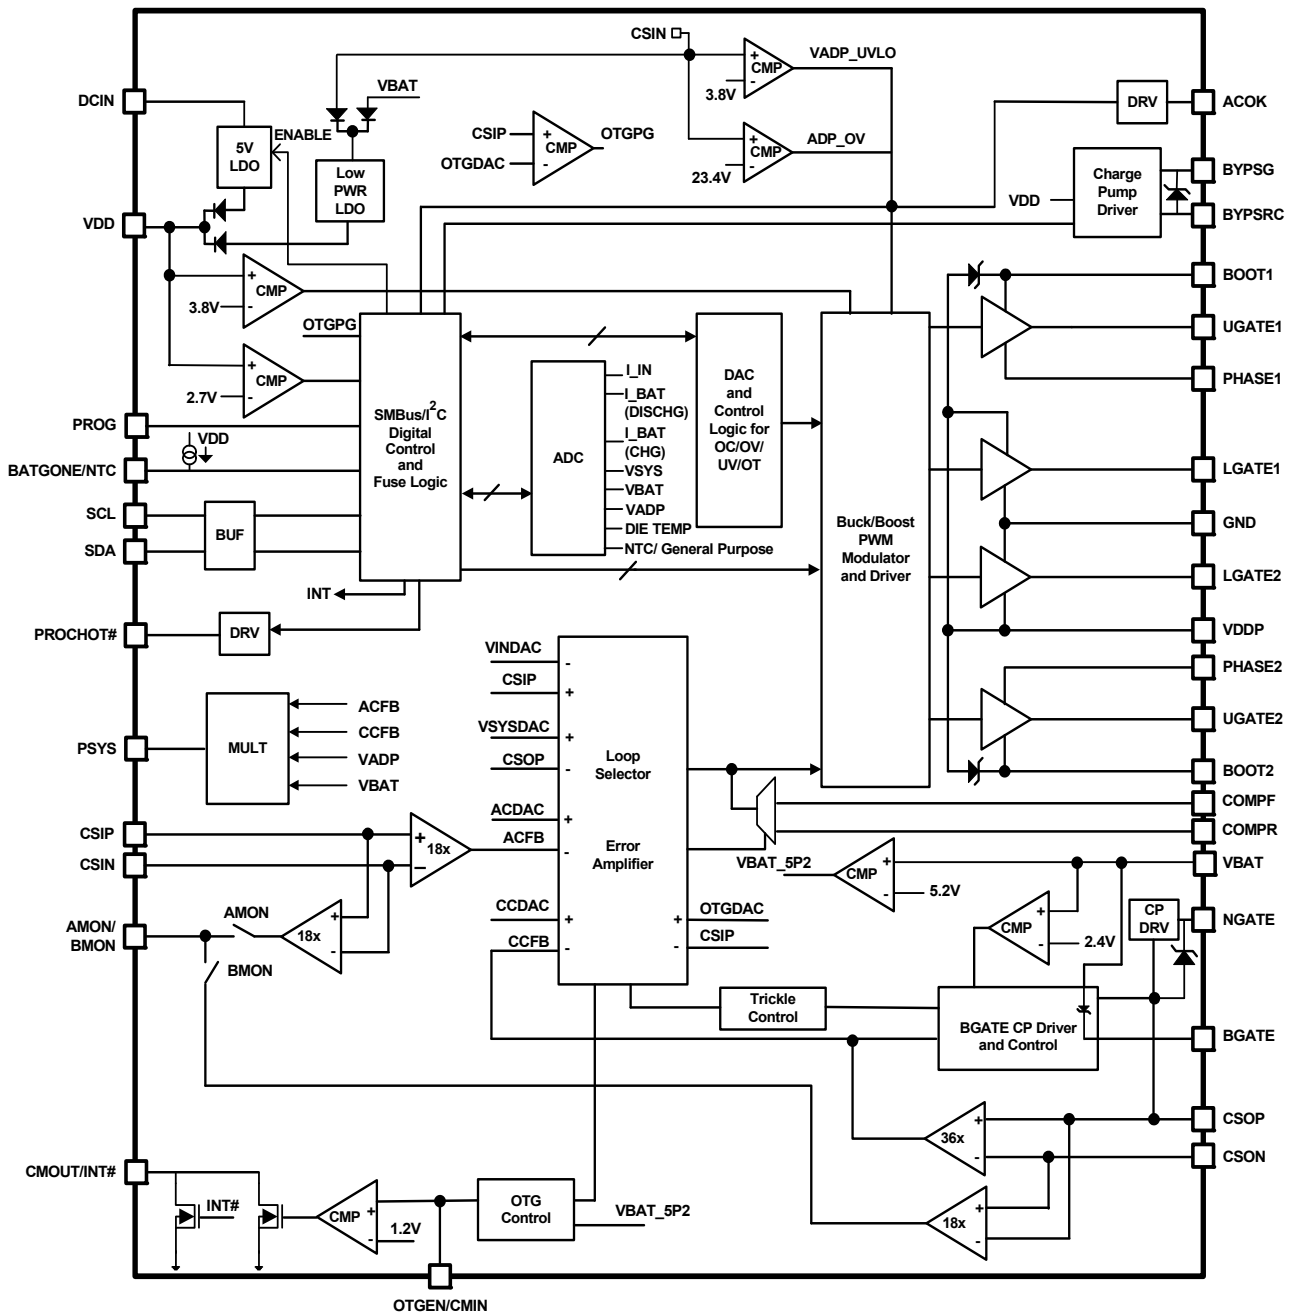 CSIN
VADP_UVLO
+
CMP
3.8V
-
VBAT
DCIN
DRV
ACOK
ENABLE
5V
LDO
CSIP
+
CMP
OTGPG
OTGDAC
-
+
CMP
ADP_OV
23.4V
-
Low
PWR
LDO
Charge
Pump
Driver
VDD
BYPSG
BYPSRC
VDD
+
CMP
3.8V
-
BOOT1
OTGPG
UGATE1
+
CMP
2.7V
-
PHASE1
SMBus/I2C
Digital
Control
and
Fuse Logic
ADC
I_IN
I_BAT
(DISCHG)
I_BAT
(CHG)
VSYS
VBAT
VADP
DIE TEMP
NTC/ General Purpose
DAC
and
Control
Logic for
OC/OV/
UV/OT
PROG
VDD
BATGONE/NTC
LGATE1
SCL
BUF
SDA
Buck/Boost
PWM
Modulator
and Driver
GND
LGATE2
INT
PROCHOT#
DRV
VDDP
VINDAC
-
CSIP
+
PHASE2
ACFB
CCFB
VADP
VBAT
PSYS
MULT
VSYSDAC
+
CSOP
-
Loop
Selector
UGATE2
BOOT2
ACDAC
+
ACFB
-
Error
Amplifier
COMPF
COMPR
CSIP
+
18x
–
CSIN
VBAT_5P2
CMP
+
-
5.2V
VBAT
CCDAC
+
CCFB
-
+
OTGDAC
-
CSIP
AMON/
BMON
AMON
18x
+
-
BMON
CMP
+
-
2.4V
CP
DRV
NGATE
Trickle
Control
BGATE CP Driver
and Control
BGATE
36x
+
-
CSOP
CSON
18x
+
-
CMOUT/INT#
INT#
CMP
+
-
1.2V
OTG
Control
VBAT_5P2
OTGEN/CMIN